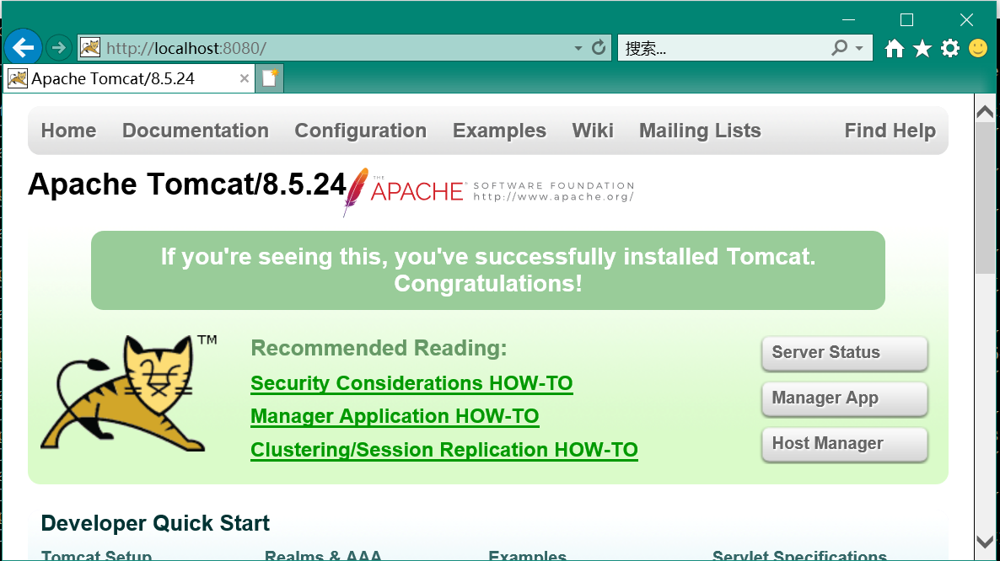 http://localhost:8080/
搜索...
Apache Tomcat/8.5.24
Home Documentation Configuration Examples Wiki Mailing Lists Find Help
Apache Tomcat/8.5.24
THE APACHE® SOFTWARE FOUNDATION
http://www.apache.org/
If you're seeing this, you've successfully installed Tomcat.
Congratulations!
TM
Recommended Reading:
Security Considerations HOW-TO
Manager Application HOW-TO
Clustering/Session Replication HOW-TO
Server Status
Manager App
Host Manager
Developer Quick Start
Tomcat Setup Realms & AAA Examples Servlet Specifications